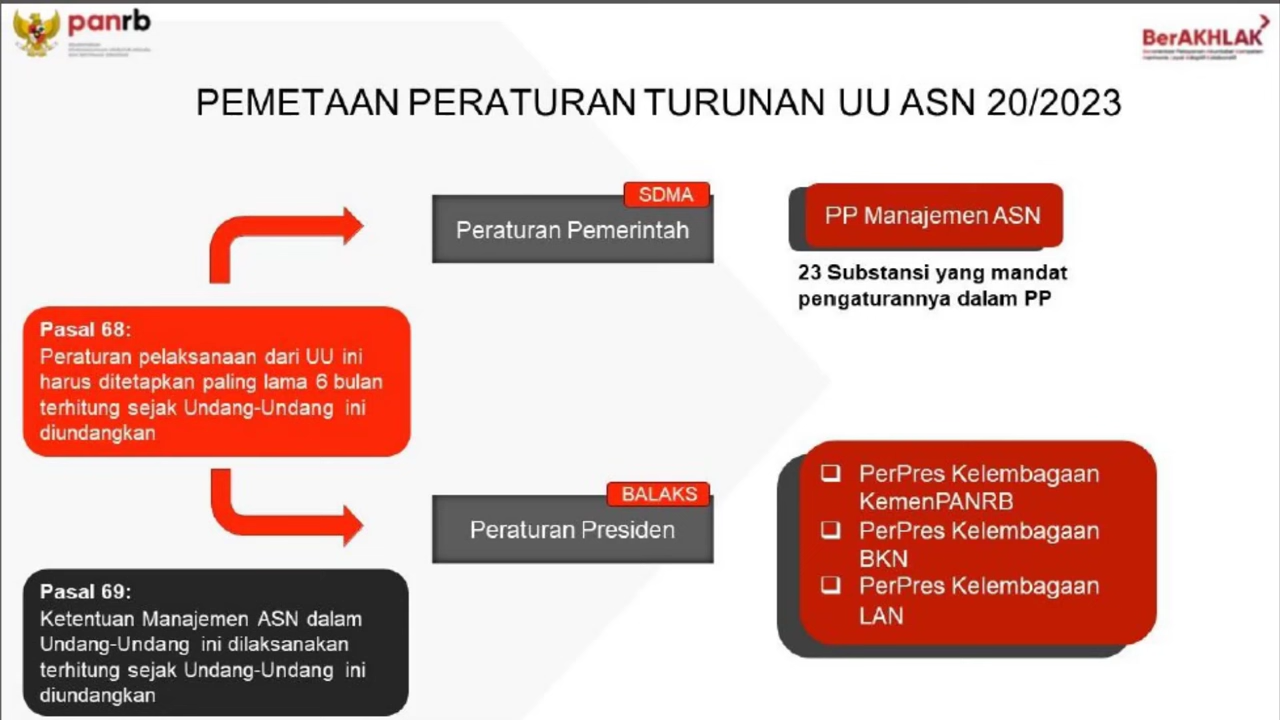 panrb
BerAKHLAK
PEMETAAN PERATURAN TURUNAN UU ASN 20/2023
SDMA
Peraturan Pemerintah
PP Manajemen ASN
23 Substansi yang mandat
pengaturannya dalam PP
Pasal 68:
Peraturan pelaksanaan dari UU ini
harus ditetapkan paling lama 6 bulan
terhitung sejak Undang-Undang ini
diundangkan
BALAKS
Peraturan Presiden
PerPres Kelembagaan
KemenPANRB
PerPres Kelembagaan
BKN
PerPres Kelembagaan
LAN
Pasal 69:
Ketentuan Manajemen ASN dalam
Undang-Undang ini dilaksanakan
terhitung sejak Undang-Undang ini
diundangkan